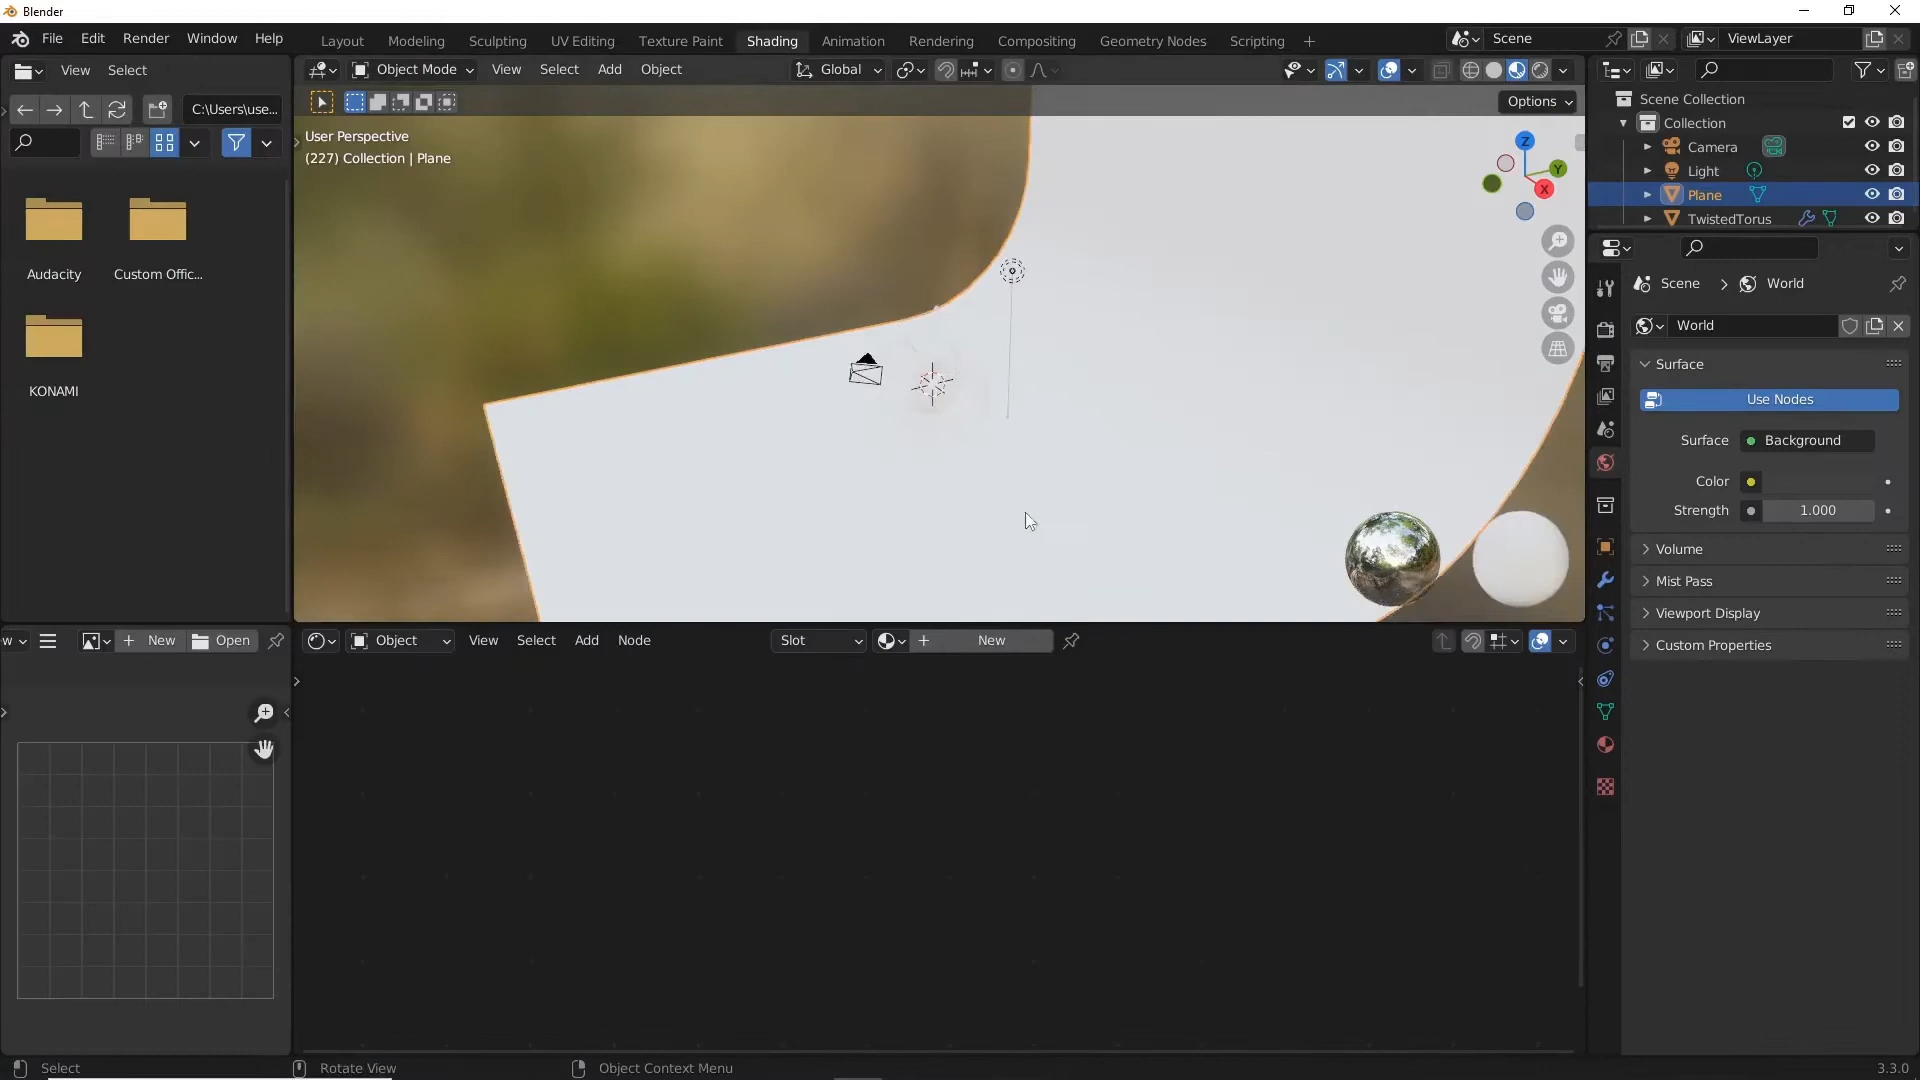 Blender
File Edit Render Window Help
Layout Modeling Sculpting UV Editing Texture Paint Shading Animation Rendering Compositing Geometry Nodes Scripting
Scene
ViewLayer
View Select
Object Mode View Select Add Object
Global
C:\Users\use...
Options
User Perspective
(227) Collection | Plane
Z
Y
X
Audacity
Custom Offic...
KONAMI
Scene Collection
Collection
Camera
Light
Plane
TwistedTorus
Scene > World
World
Surface
Use Nodes
Surface Background
Color
Strength 1.000
Volume
Mist Pass
Viewport Display
Custom Properties
w
New
Open
Object View Select Add Node
Slot
New
Select
Rotate View
Object Context Menu
3.3.0